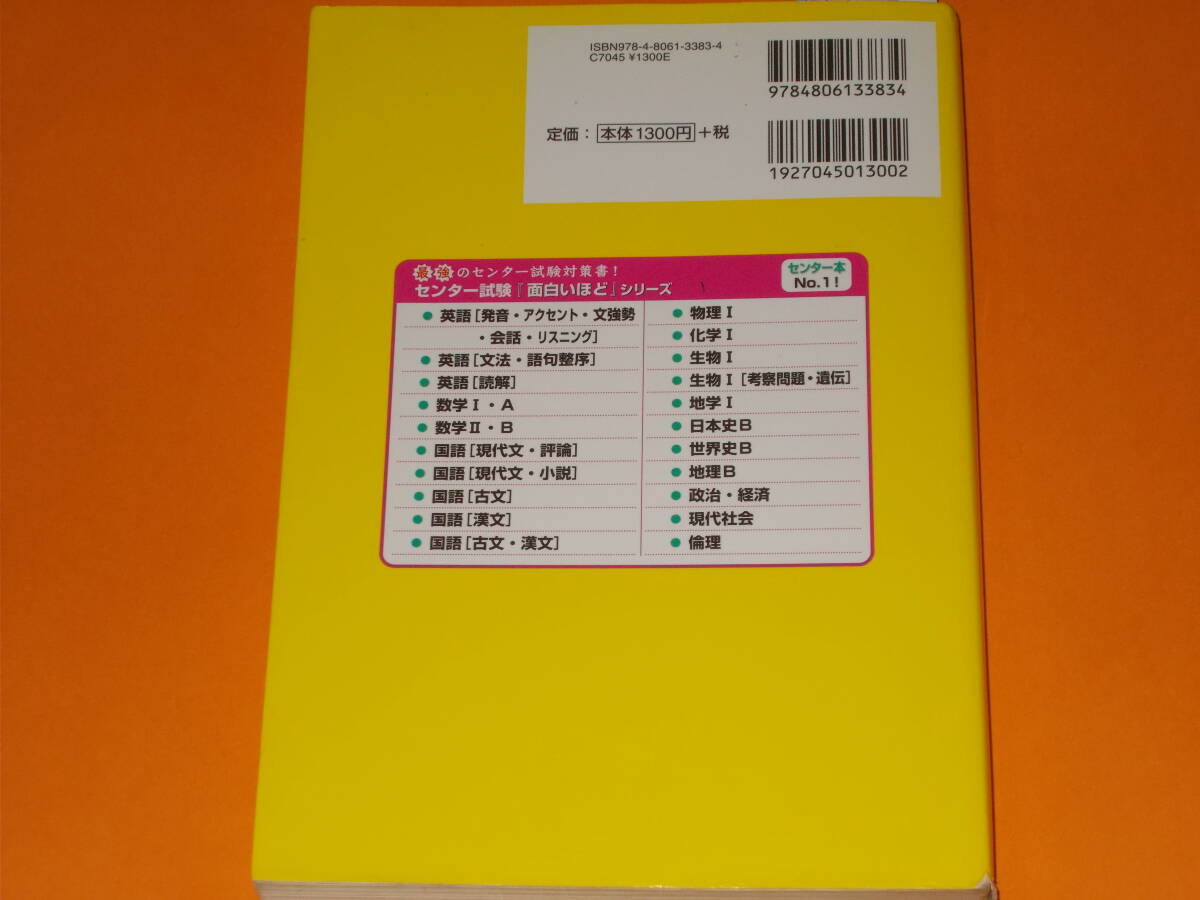 ISBN978-4-8061-3383-4
C7045 ¥1300E
9784806133834
定価：本体1300円＋税
1927045013002
最強のセンター試験対策書！
センター試験『面白いほど』シリーズ
センター本
No.1！
● 英語［発音・アクセント・文強勢
・会話・リスニング］
● 英語［文法・語句整序］
● 英語［読解］
● 数学Ⅰ・A
● 数学Ⅱ・B
● 国語［現代文・評論］
● 国語［現代文・小説］
● 国語［古文］
● 国語［漢文］
● 国語［古文・漢文］
● 物理Ⅰ
● 化学Ⅰ
● 生物Ⅰ
● 生物Ⅰ［考察問題・遺伝］
● 地学Ⅰ
● 日本史B
● 世界史B
● 地理B
● 政治・経済
● 現代社会
● 倫理